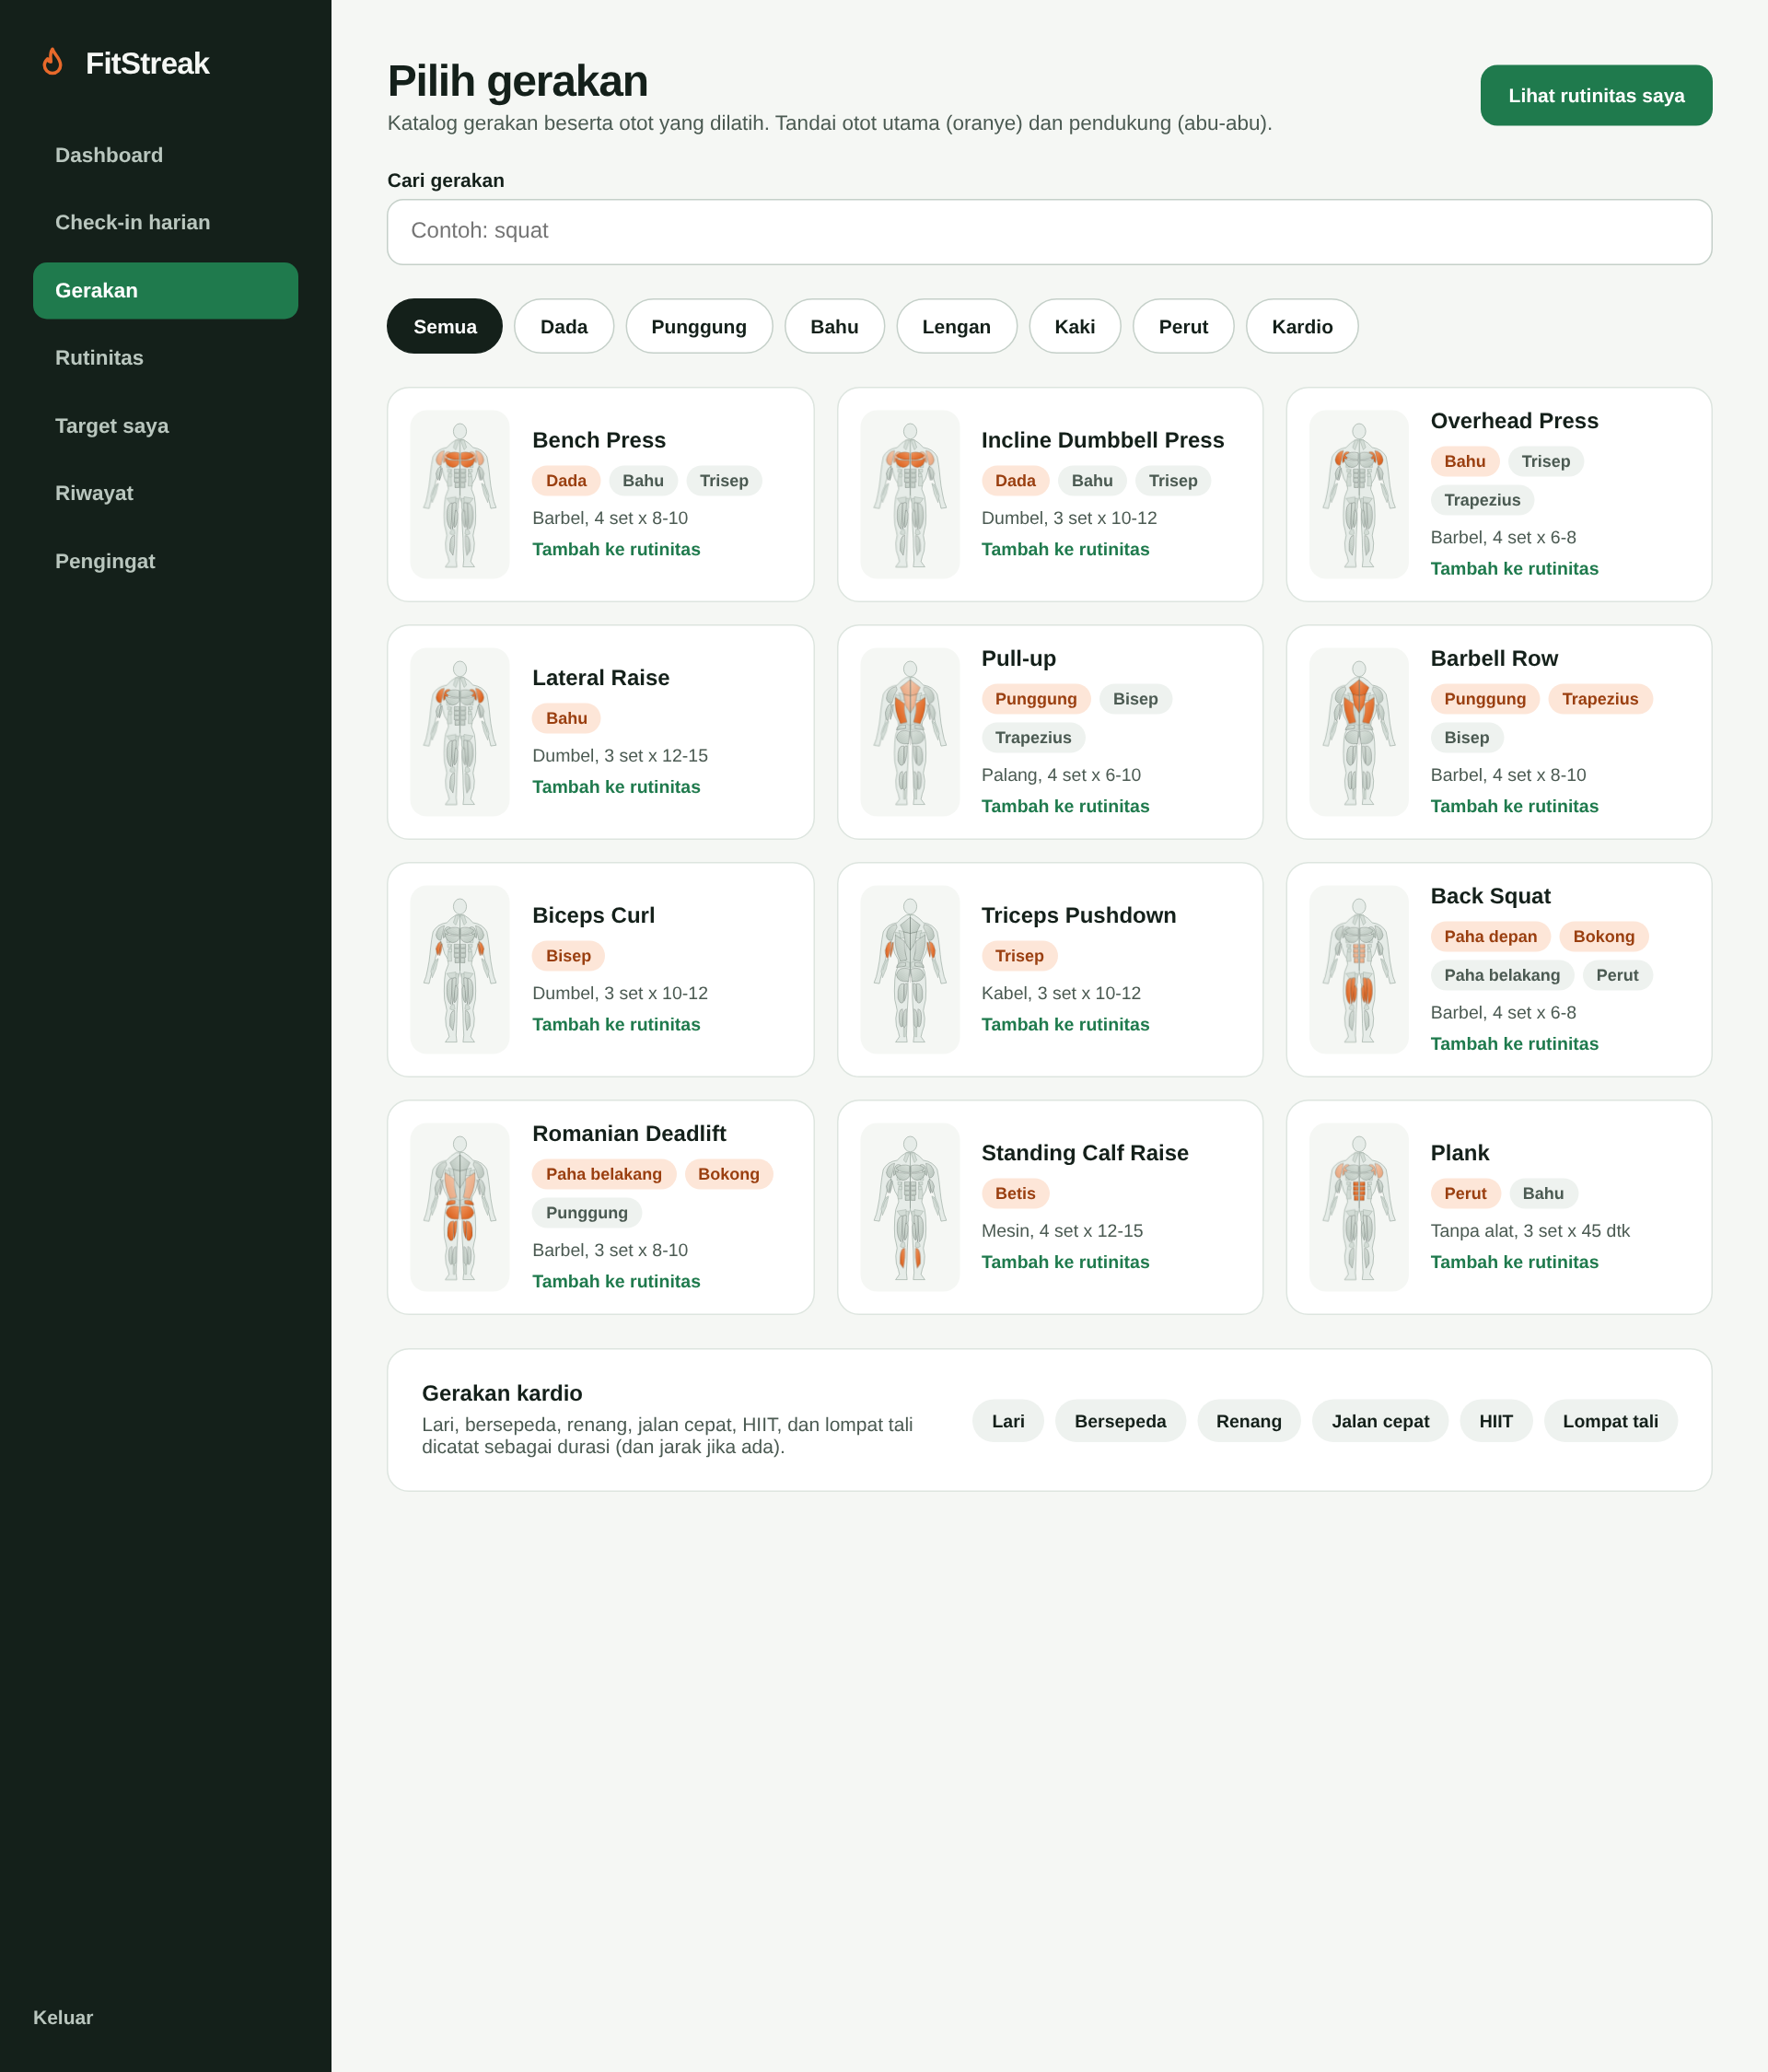 FitStreak
Dashboard
Check-in harian
Gerakan
Rutinitas
Target saya
Riwayat
Pengingat
Keluar
Pilih gerakan
Katalog gerakan beserta otot yang dilatih. Tandai otot utama (oranye) dan pendukung (abu-abu).
Lihat rutinitas saya
Cari gerakan
Contoh: squat
Semua Dada Punggung Bahu Lengan Kaki Perut Kardio
Bench Press
Dada Bahu Trisep
Barbel, 4 set x 8-10
Tambah ke rutinitas
Incline Dumbbell Press
Dada Bahu Trisep
Dumbel, 3 set x 10-12
Tambah ke rutinitas
Overhead Press
Bahu Trisep
Trapezius
Barbel, 4 set x 6-8
Tambah ke rutinitas
Lateral Raise
Bahu
Dumbel, 3 set x 12-15
Tambah ke rutinitas
Pull-up
Punggung Bisep
Trapezius
Palang, 4 set x 6-10
Tambah ke rutinitas
Barbell Row
Punggung Trapezius
Bisep
Barbel, 4 set x 8-10
Tambah ke rutinitas
Biceps Curl
Bisep
Dumbel, 3 set x 10-12
Tambah ke rutinitas
Triceps Pushdown
Trisep
Kabel, 3 set x 10-12
Tambah ke rutinitas
Back Squat
Paha depan Bokong
Paha belakang Perut
Barbel, 4 set x 6-8
Tambah ke rutinitas
Romanian Deadlift
Paha belakang Bokong
Punggung
Barbel, 3 set x 8-10
Tambah ke rutinitas
Standing Calf Raise
Betis
Mesin, 4 set x 12-15
Tambah ke rutinitas
Plank
Perut Bahu
Tanpa alat, 3 set x 45 dtk
Tambah ke rutinitas
Gerakan kardio
Lari, bersepeda, renang, jalan cepat, HIIT, dan lompat tali
dicatat sebagai durasi (dan jarak jika ada).
Lari Bersepeda Renang Jalan cepat HIIT Lompat tali